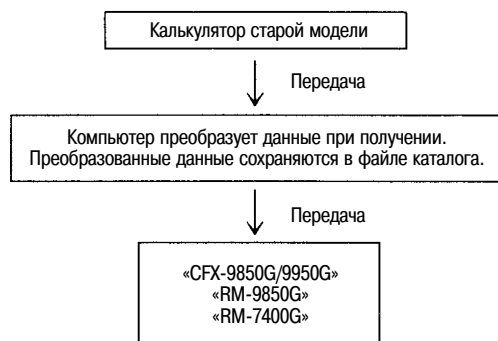 Калькулятор старой модели
Передача
Компьютер преобразует данные при получении.
Преобразованные данные сохраняются в файле каталога.
Передача
«CFX-9850G/9950G»
«RM-9850G»
«RM-7400G»